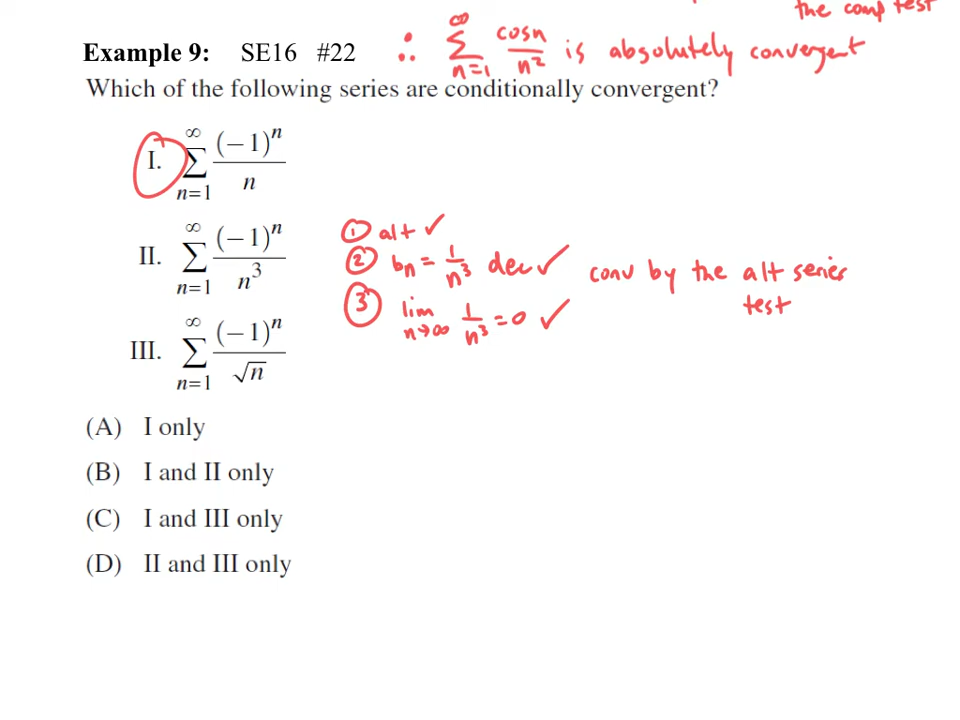 the comp test
Example 9: SE16 #22 ∴ ∞ Σ n=1 cosn/n² is absolutely convergent
Which of the following series are conditionally convergent?
I. ∞ Σ n=1 (−1)ⁿ/n
① alt ✓
II. ∞ Σ n=1 (−1)ⁿ/n³
② bn = 1/n³ dec ✓ conv by the alt series test
③ lim n→∞ 1/n³ = 0 ✓
III. ∞ Σ n=1 (−1)ⁿ/√n
(A) I only
(B) I and II only
(C) I and III only
(D) II and III only